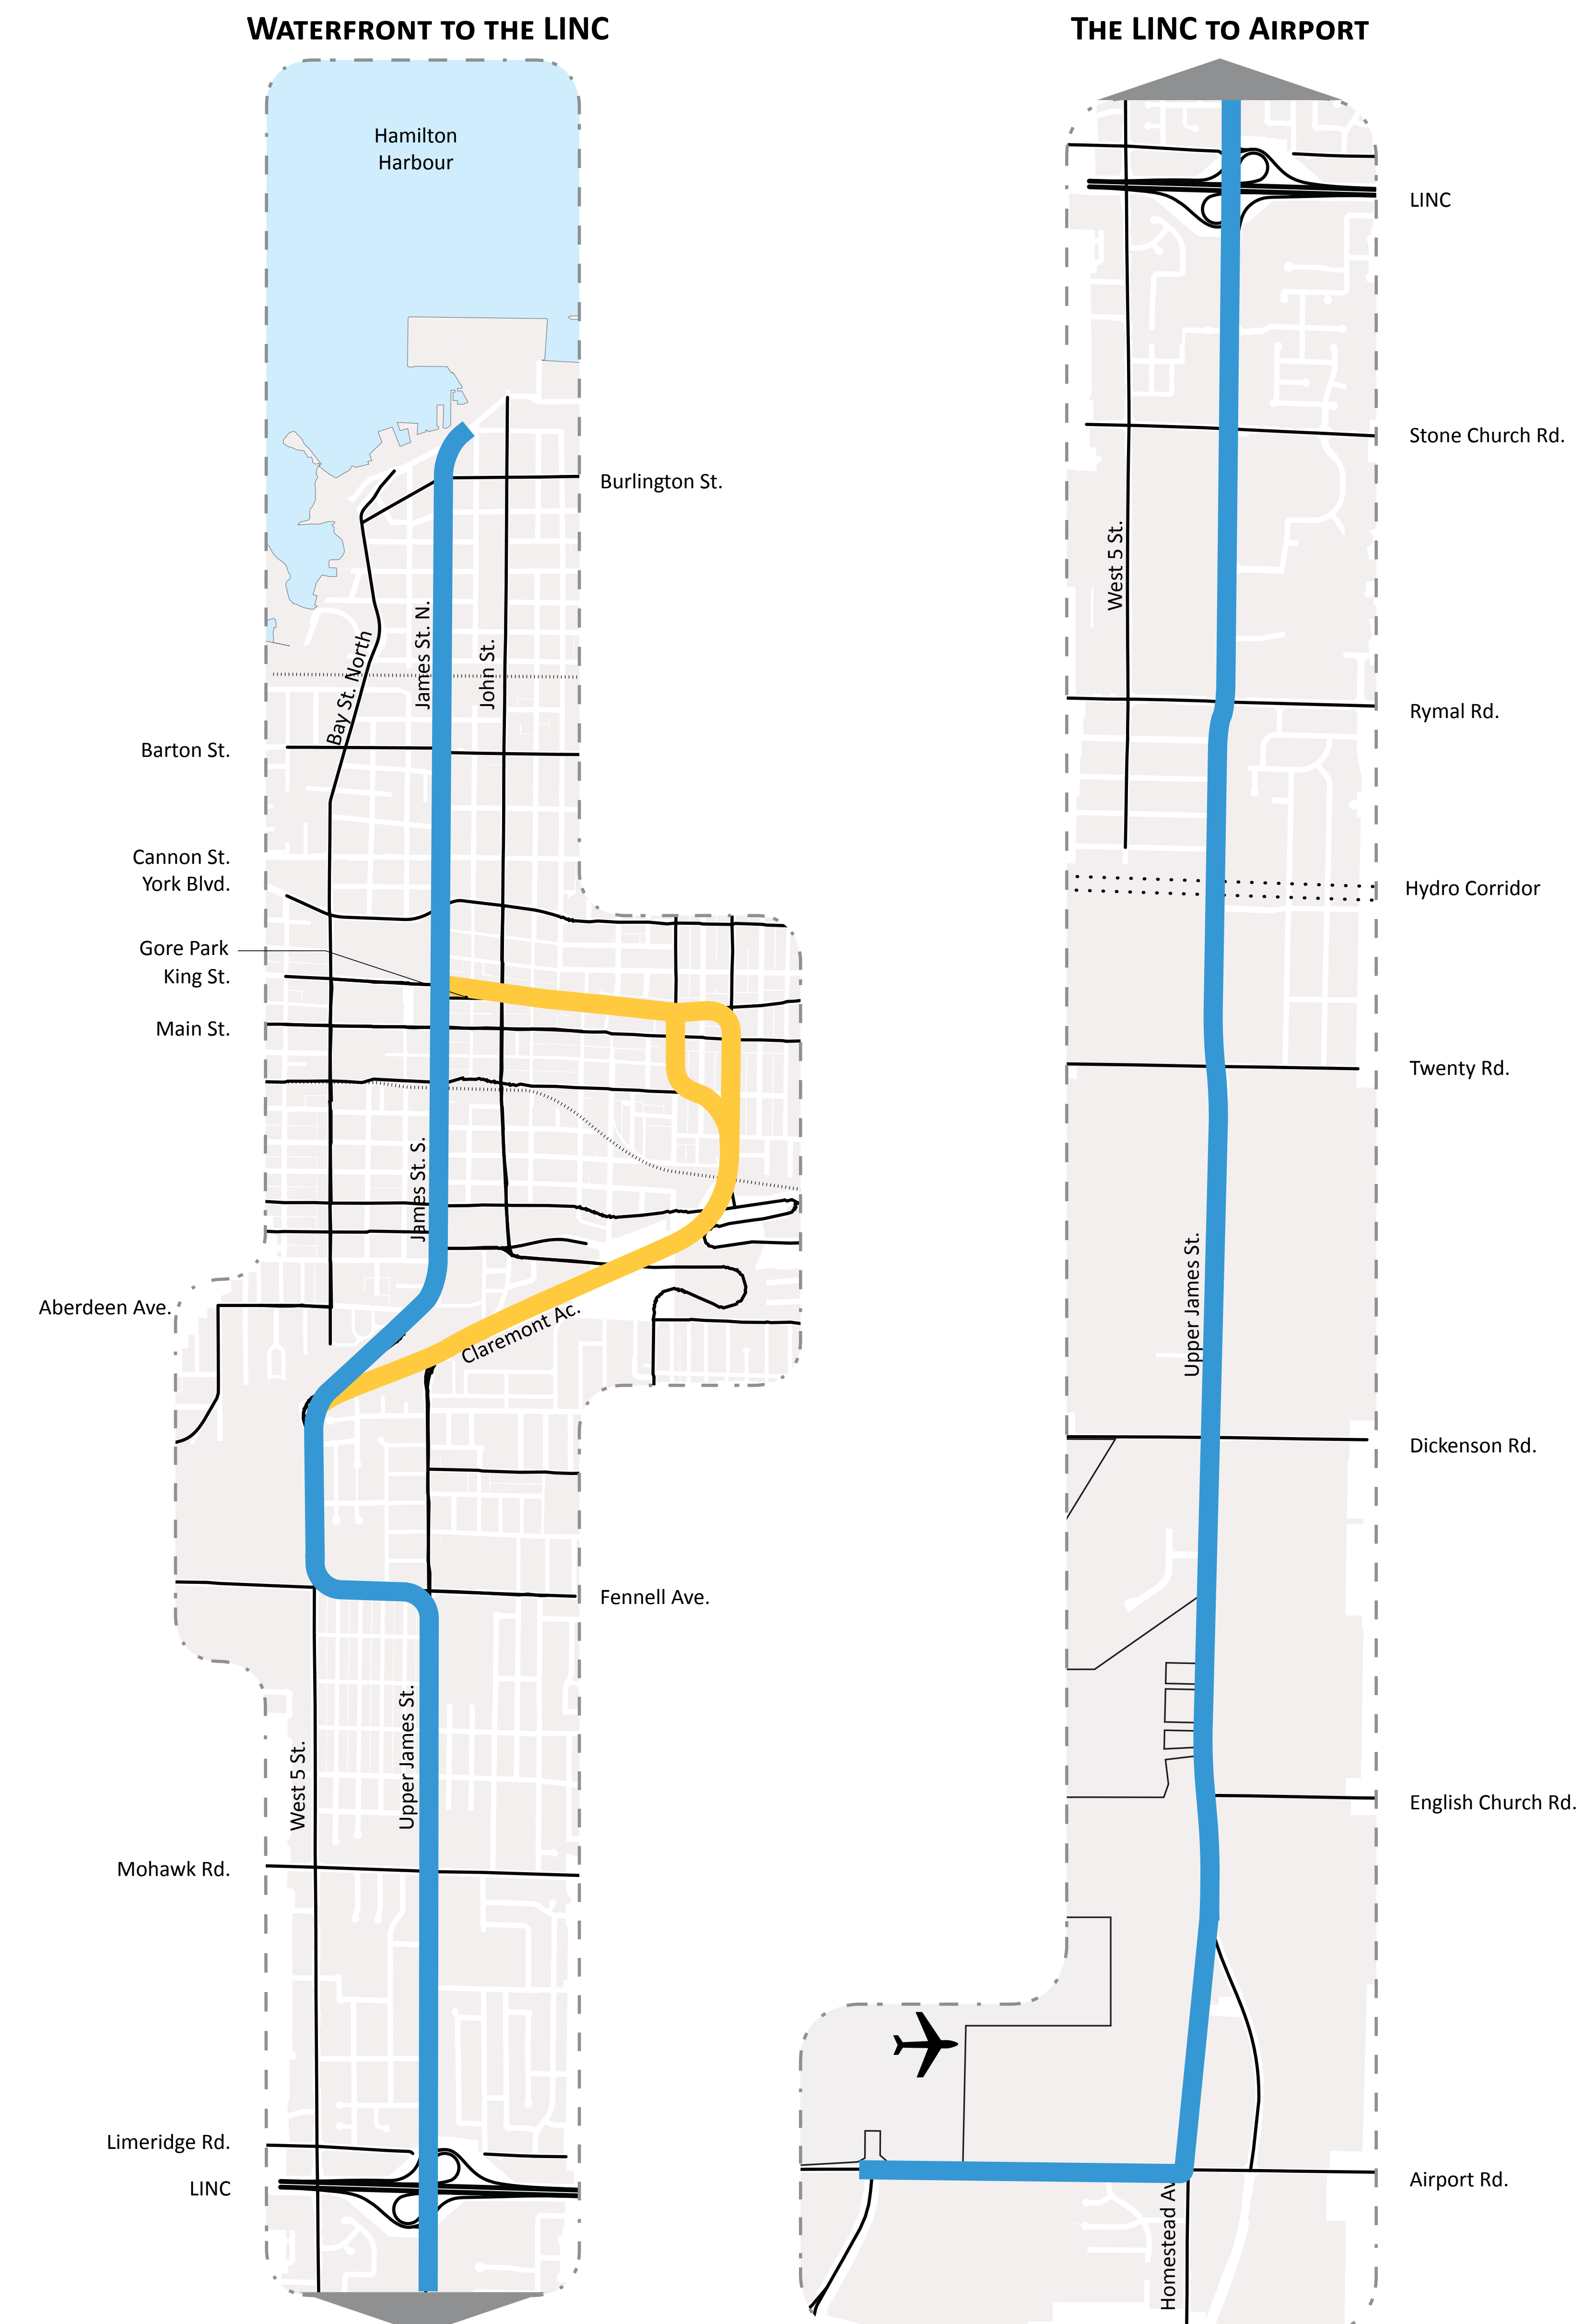 WATERFRONT TO THE LINC
Hamilton
Harbour
Burlington St.
James St. N.
John St.
Bay St. North
Barton St.
Cannon St.
York Blvd.
Gore Park
King St.
Main St.
James St. S.
Aberdeen Ave.
Claremont Ac.
Fennell Ave.
West 5 St.
Upper James St.
Mohawk Rd.
Limeridge Rd.
LINC
THE LINC TO AIRPORT
LINC
Stone Church Rd.
West 5 St.
Rymal Rd.
Hydro Corridor
Twenty Rd.
Upper James St.
Dickenson Rd.
English Church Rd.
Airport Rd.
Homestead Av